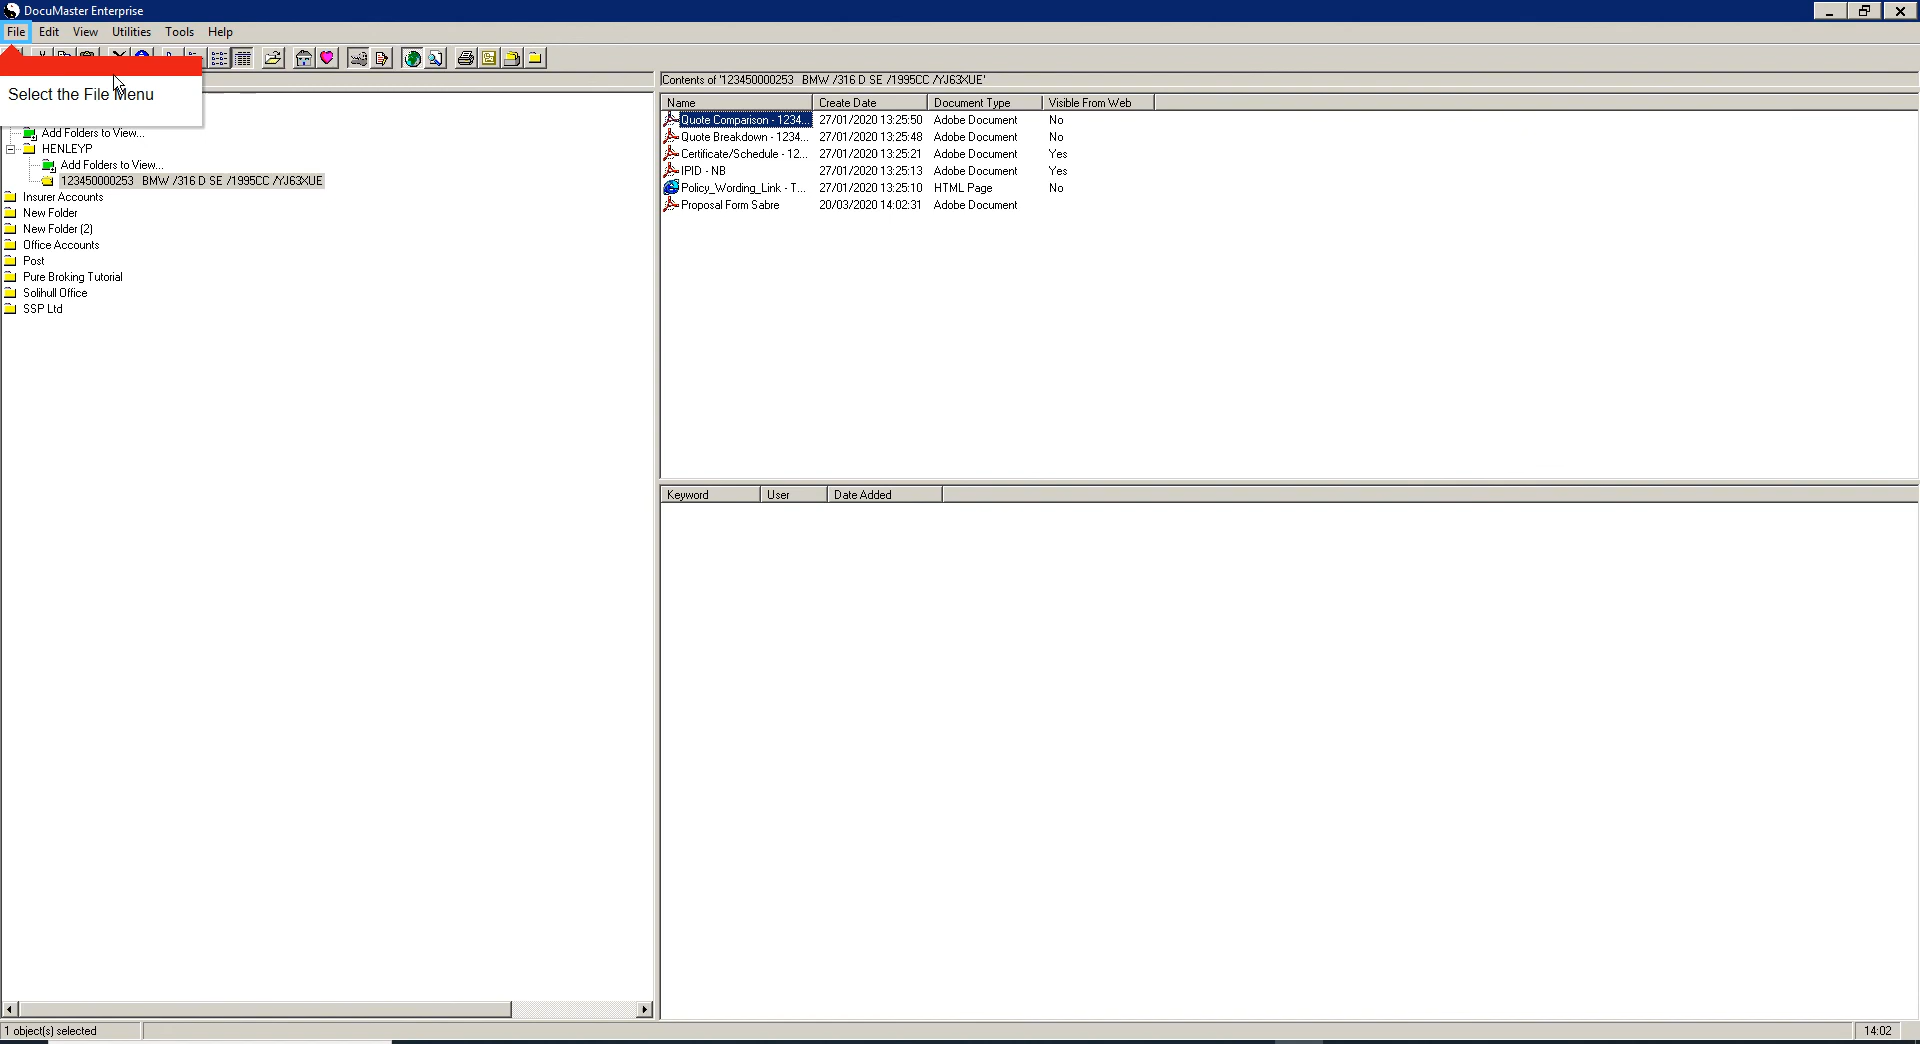 DocuMaster Enterprise
File Edit View Utilities Tools Help
Select the File Menu
Add Folders to View...
HENLEYP
Add Folders to View...
123450000253 BMW /316 D SE /1995CC /YJ63XUE
Insurer Accounts
New Folder
New Folder (2)
Office Accounts
Post
Pure Broking Tutorial
Solihull Office
SSP Ltd
Contents of '123450000253 BMW /316 D SE /1995CC /YJ63XUE'
Name Create Date Document Type Visible From Web
Quote Comparison - 1234... 27/01/2020 13:25:50 Adobe Document No
Quote Breakdown - 1234... 27/01/2020 13:25:48 Adobe Document No
Certificate/Schedule - 12... 27/01/2020 13:25:21 Adobe Document Yes
IPID - NB 27/01/2020 13:25:13 Adobe Document Yes
Policy_Wording_Link - T... 27/01/2020 13:25:10 HTML Page No
Proposal Form Sabre 20/03/2020 14:02:31 Adobe Document
Keyword User Date Added
1 object(s) selected
14:02